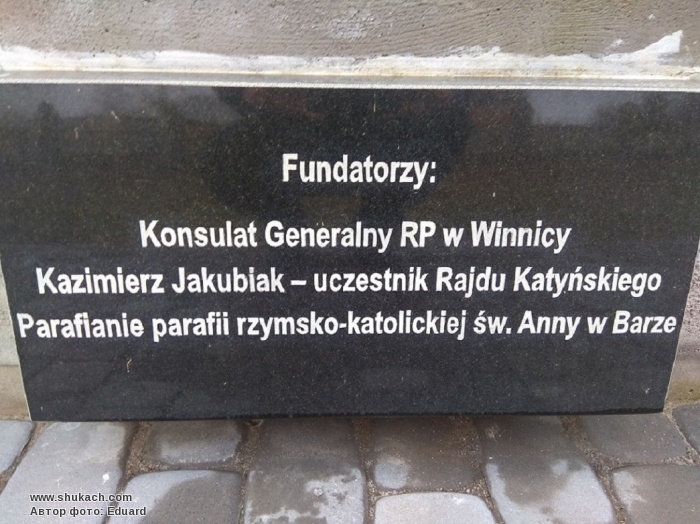 Fundatorzy:
Konsulat Generalny RP w Winnicy
Kazimierz Jakubiak – uczestnik Rajdu Katyńskiego
Parafianie parafii rzymsko-katolickiej św. Anny w Barze
www.shukach.com
Автор фото: Eduard